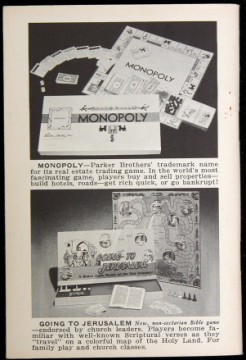 MONOPOLY
MONOPOLY
MONOPOLY—Parker Brothers' trademark name
for its real estate trading game. In the world's most
fascinating game, players buy and sell properties—
build hotels, roads—get rich quick, or go bankrupt!
GOING TO
JERUSALEM
GOING TO JERUSALEM New, non-sectarian Bible game
—endorsed by church leaders. Players become fa-
miliar with well-known Scriptural verses as they
"travel" on a colorful map of the Holy Land. For
family play and church classes.